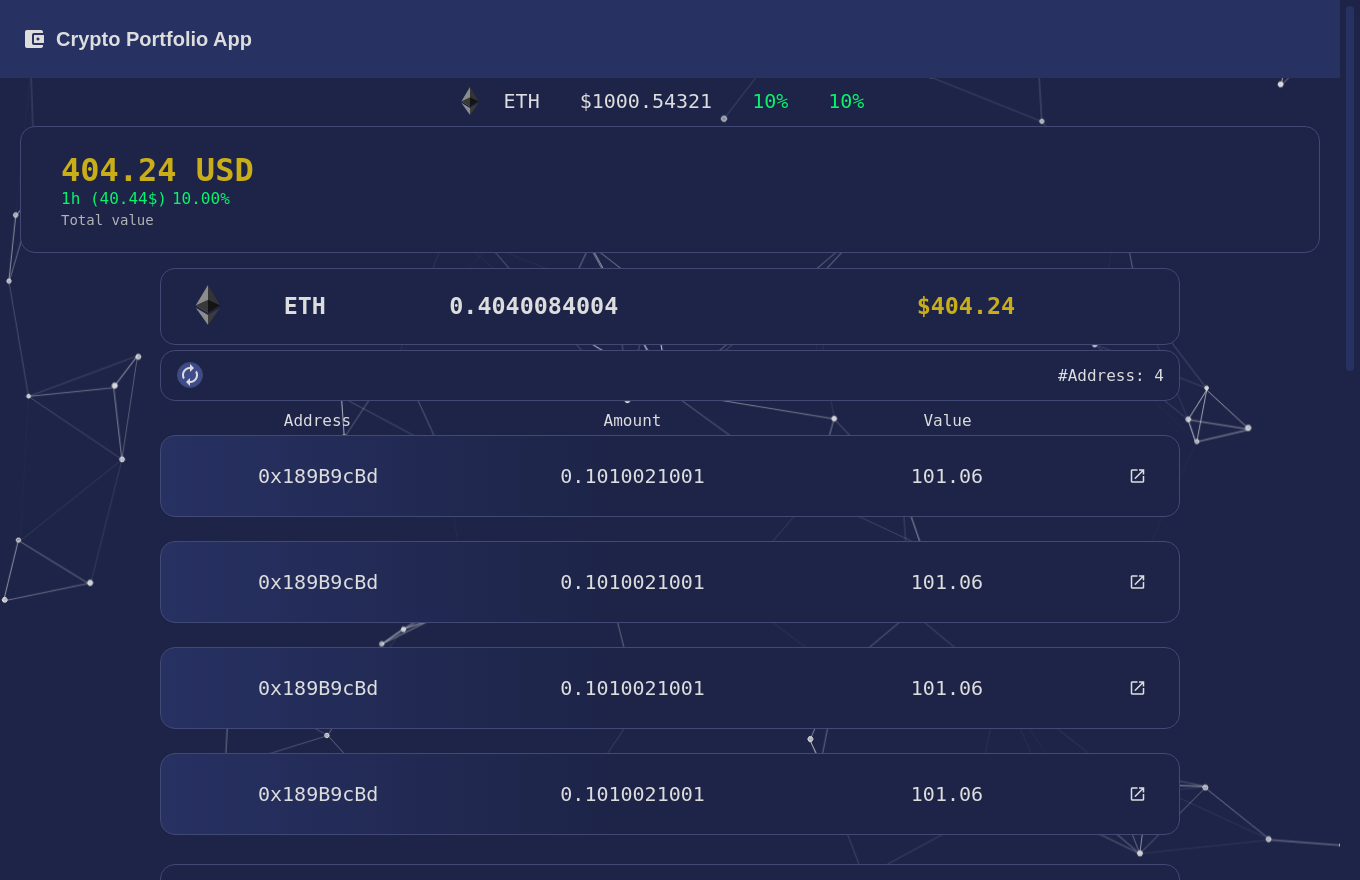 Crypto Portfolio App
ETH $1000.54321 10% 10%
404.24 USD
1h (40.44$) 10.00%
Total value
ETH 0.4040084004 $404.24
#Address: 4
Address Amount Value
0x189B9cBd 0.1010021001 101.06
0x189B9cBd 0.1010021001 101.06
0x189B9cBd 0.1010021001 101.06
0x189B9cBd 0.1010021001 101.06